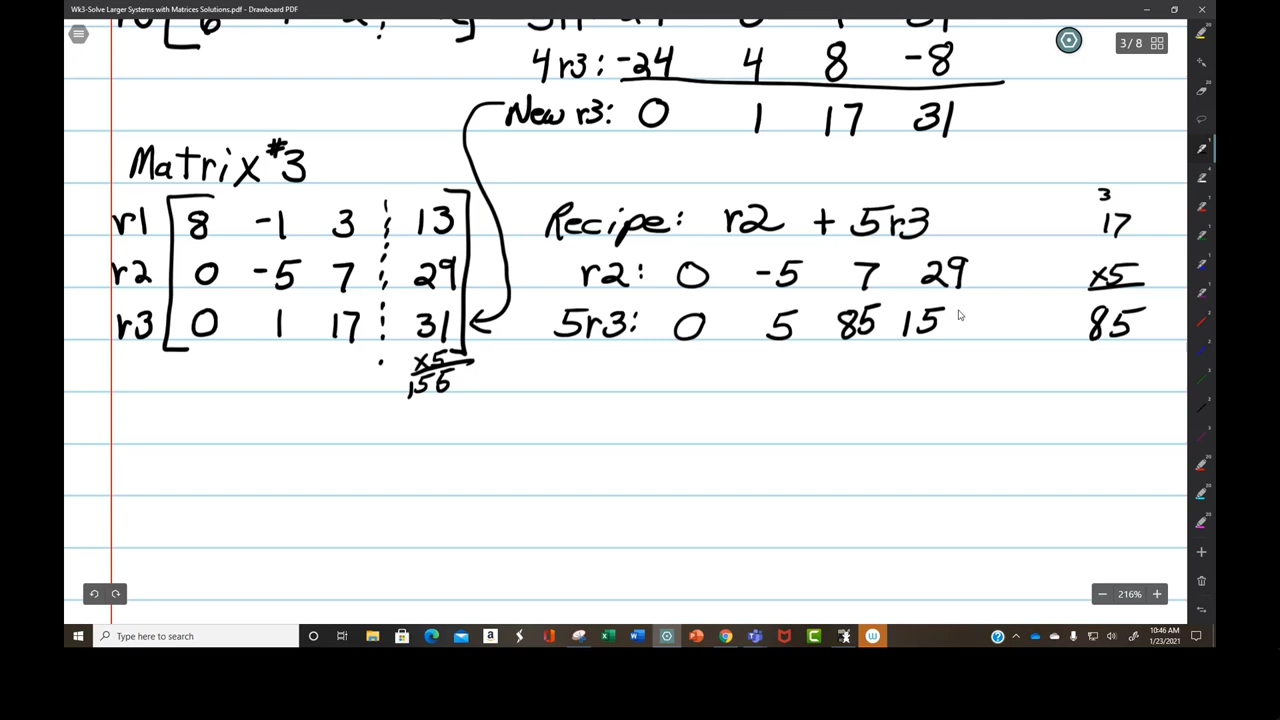 Wk3-Solve Larger Systems with Matrices Solutions.pdf - Drawboard PDF
3 / 8
4r3: -24 4 8 -8
New r3: 0 1 17 31
Matrix #3
r1 8 -1 3 13
r2 0 -5 7 29
r3 0 1 17 31
x5
155
Recipe: r2 + 5r3
r2: 0 -5 7 29
5r3: 0 5 85 15
3
17
x5
85
216%
Type here to search
10:46 AM
1/23/2021